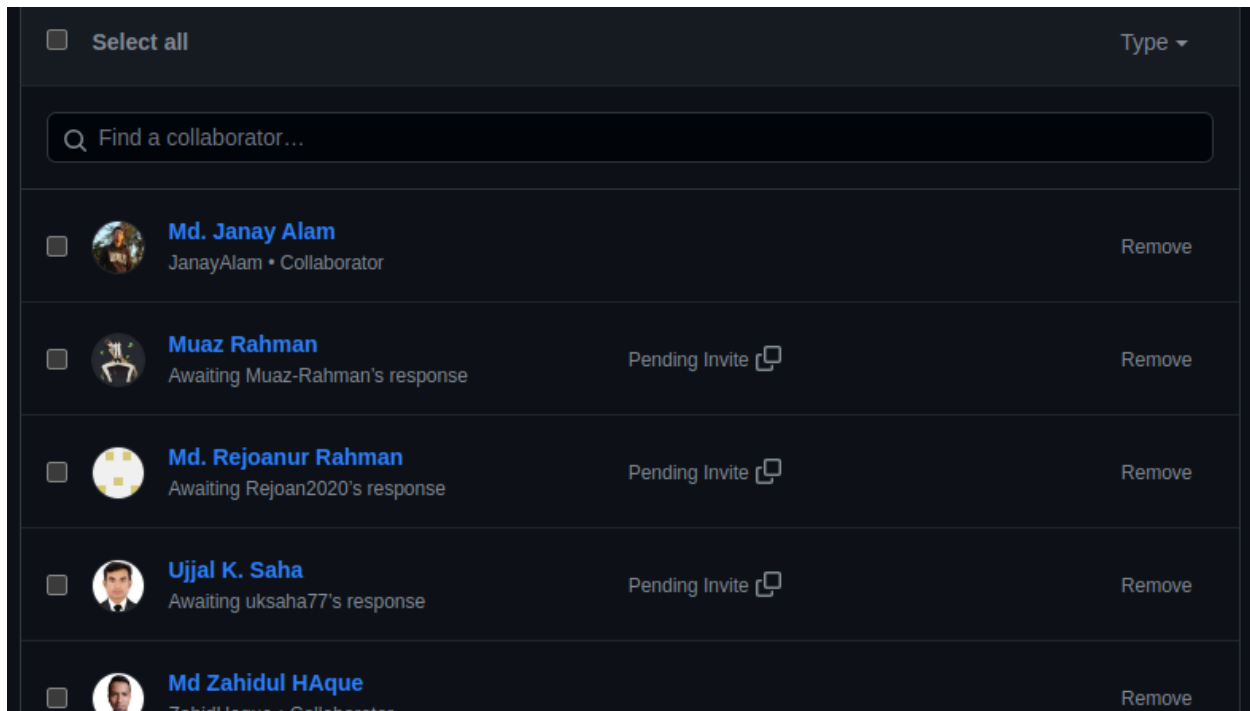 Select all
Type
Find a collaborator…
Md. Janay Alam
JanayAlam • Collaborator
Remove
Muaz Rahman
Awaiting Muaz-Rahman’s response
Pending Invite
Remove
Md. Rejoanur Rahman
Awaiting Rejoan2020’s response
Pending Invite
Remove
Ujjal K. Saha
Awaiting uksaha77’s response
Pending Invite
Remove
Md Zahidul HAque
ZahidHaque • Collaborator
Remove